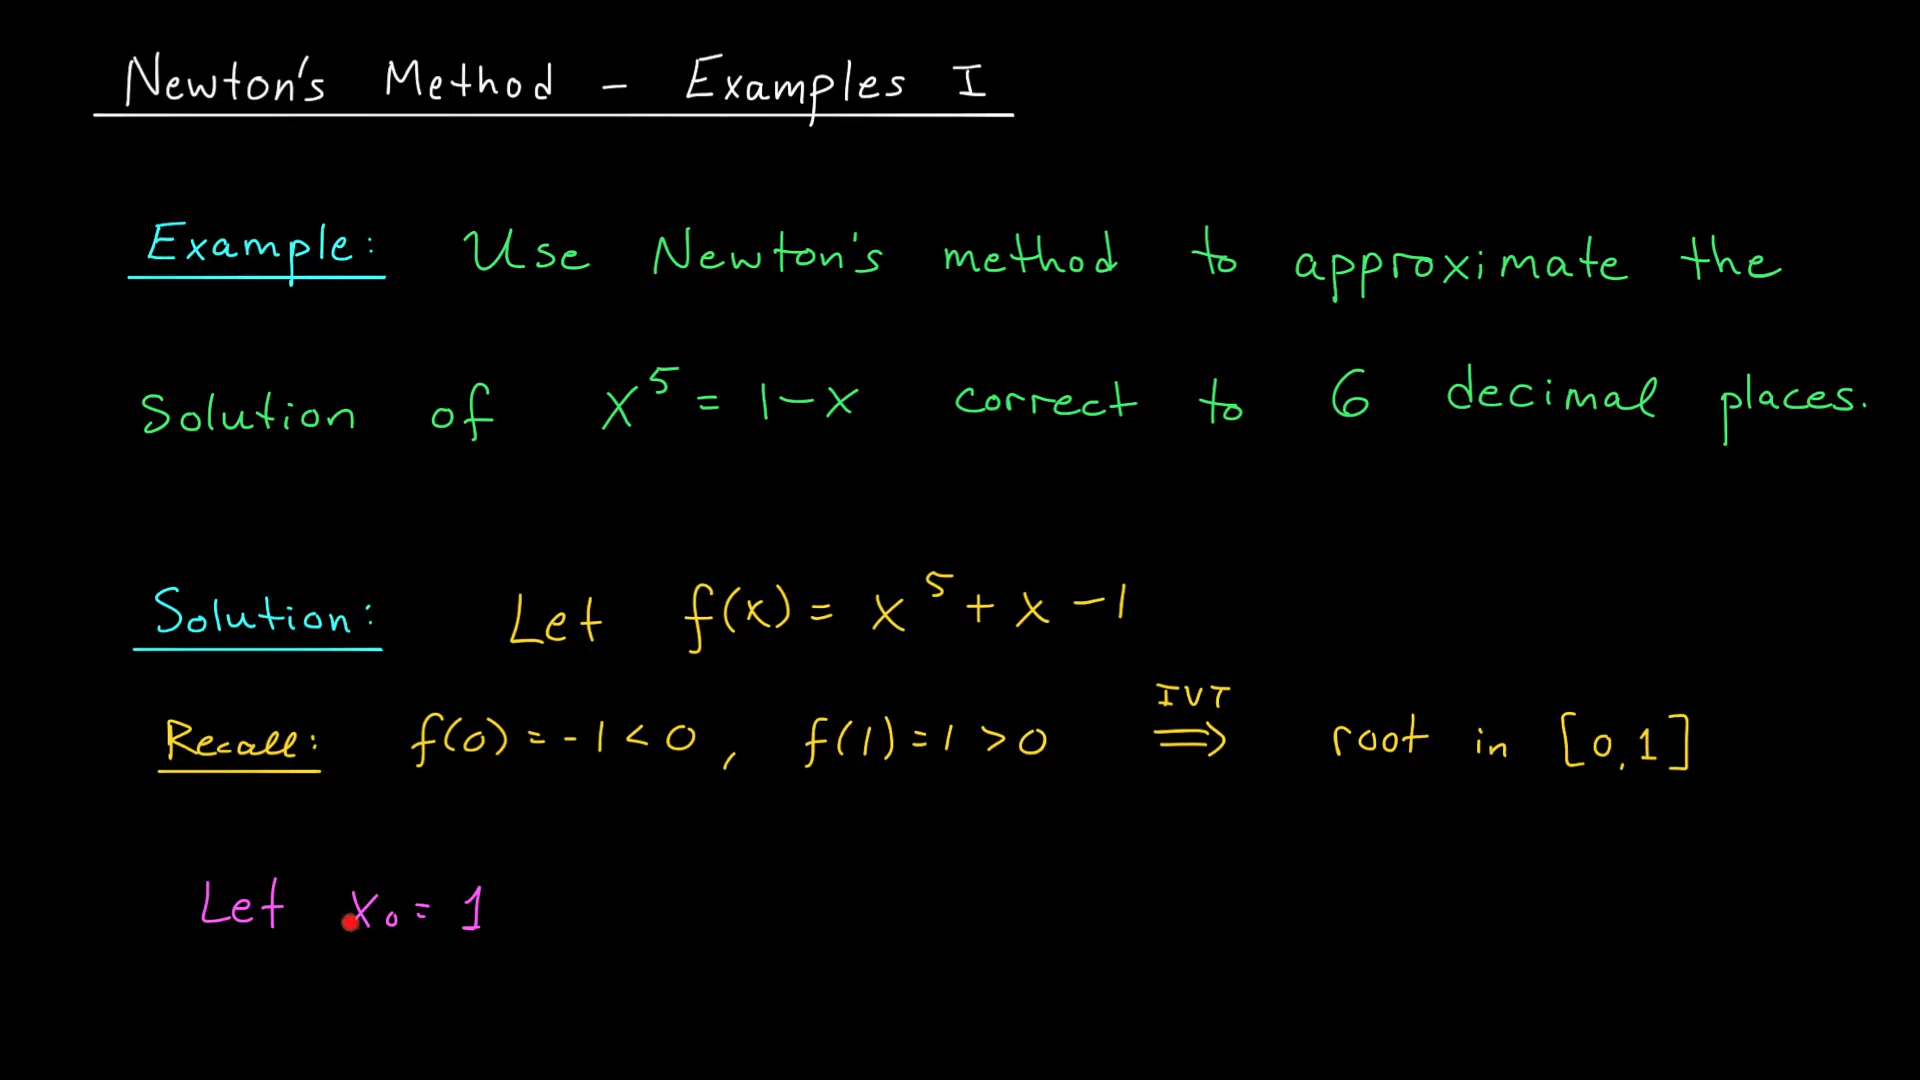 Newton's Method - Examples I
Example: Use Newton's method to approximate the
Solution of x⁵ = 1-x correct to 6 decimal places.
Solution: Let f(x) = x⁵ + x - 1
Recall: f(0) = -1 < 0, f(1) = 1 > 0 IVT ⟹ root in [0,1]
Let x₀ = 1